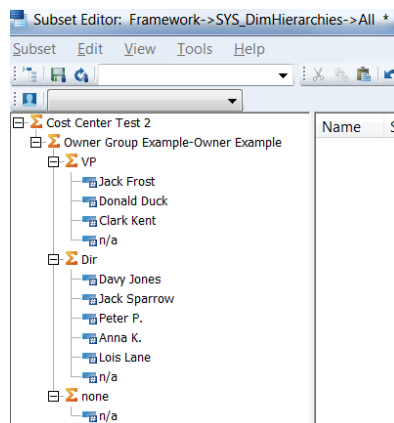 Subset Editor: Framework->SYS_DimHierarchies->All *
Subset Edit View Tools Help
Cost Center Test 2
Name
Owner Group Example-Owner Example
VP
Jack Frost
Donald Duck
Clark Kent
n/a
Dir
Davy Jones
Jack Sparrow
Peter P.
Anna K.
Lois Lane
n/a
none
n/a